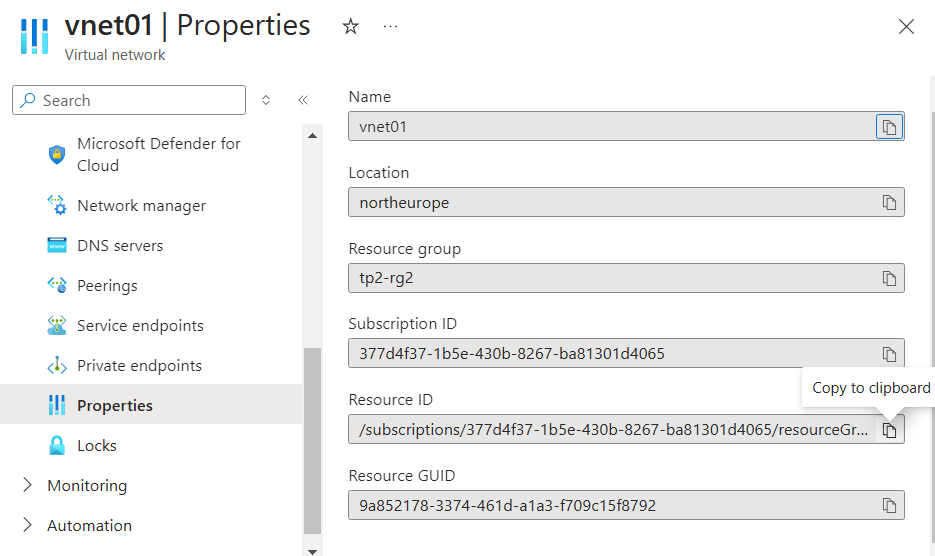 vnet01 | Properties
Virtual network
Search
Microsoft Defender for
Cloud
Network manager
DNS servers
Peerings
Service endpoints
Private endpoints
Properties
Locks
Monitoring
Automation
Name
vnet01
Location
northeurope
Resource group
tp2-rg2
Subscription ID
377d4f37-1b5e-430b-8267-ba81301d4065
Copy to clipboard
Resource ID
/subscriptions/377d4f37-1b5e-430b-8267-ba81301d4065/resourceGr...
Resource GUID
9a852178-3374-461d-a1a3-f709c15f8792